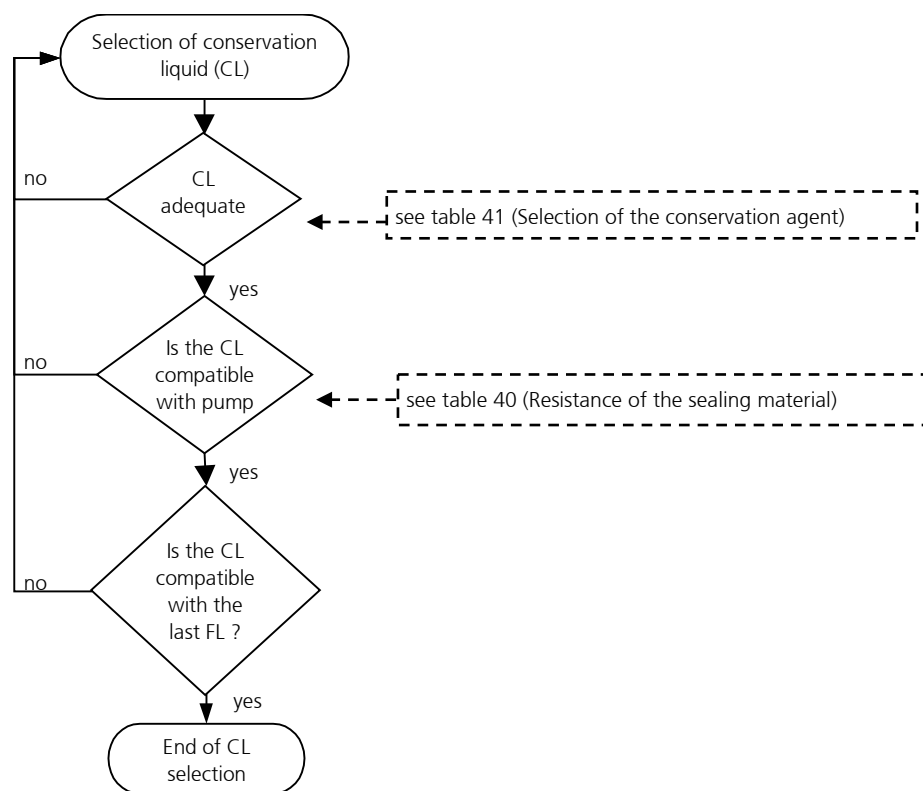 Selection of conservation
liquid (CL)
no
CL
adequate
see table 41 (Selection of the conservation agent)
yes
no
Is the CL
compatible
with pump
see table 40 (Resistance of the sealing material)
yes
Is the CL
compatible
with the
last FL ?
no
yes
End of CL
selection